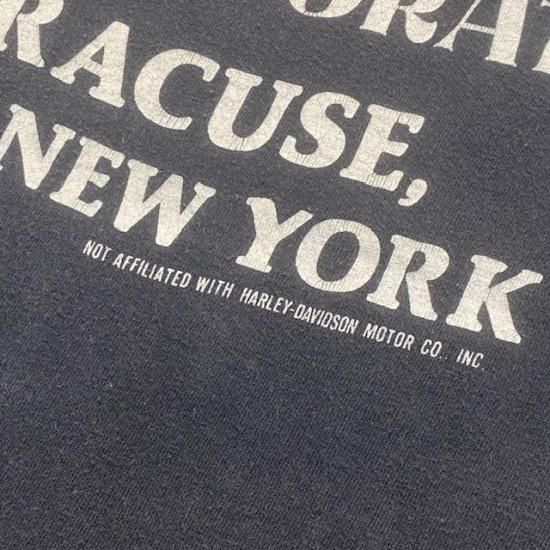 RACUSE,
NEW YORK
NOT AFFILIATED WITH HARLEY-DAVIDSON MOTOR CO., INC.